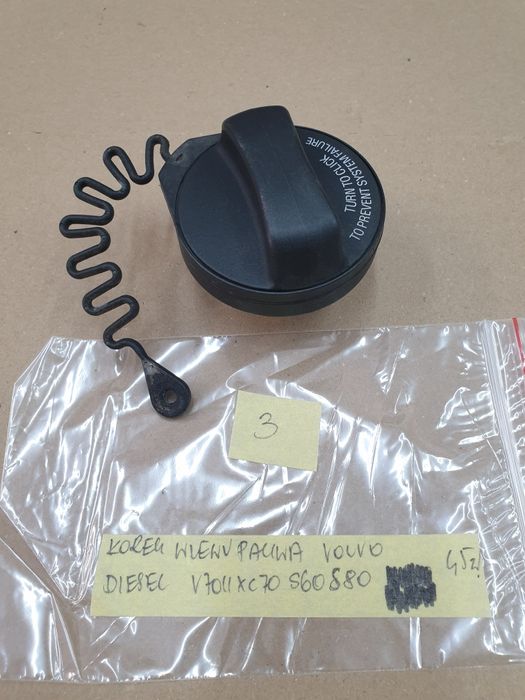 TURN TO CLICK
TO PREVENT SYSTEM FAILURE
3
KOREK WLEWU PALIWA VOLVO
DIESEL V70II XC70 S60 S80
45zł